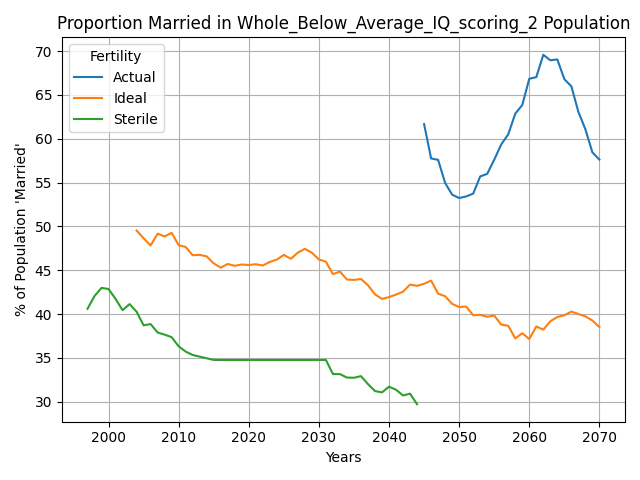 Proportion Married in Whole_Below_Average_IQ_scoring_2 Population
% of Population 'Married'
Fertility
Actual
Ideal
Sterile
70
65
60
55
50
45
40
35
30
2000 2010 2020 2030 2040 2050 2060 2070
Years